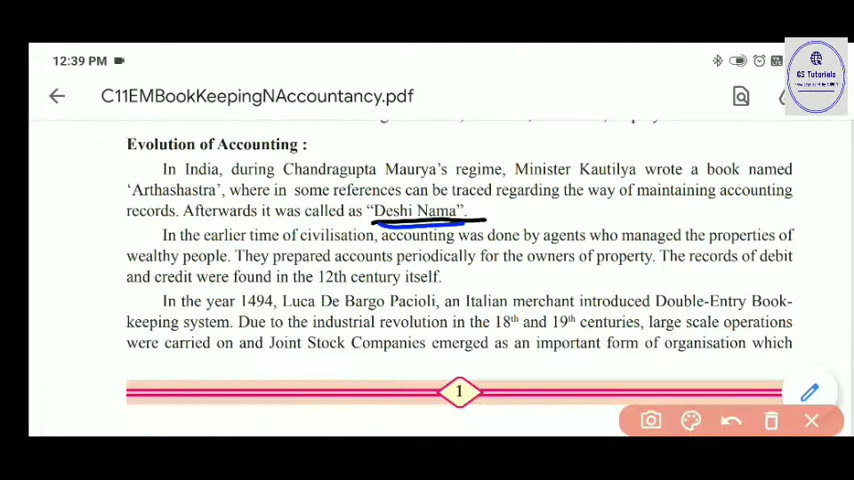 12:39 PM
GS Tutorials
C11EMBookKeepingNAccountancy.pdf
Evolution of Accounting :
In India, during Chandragupta Maurya's regime, Minister Kautilya wrote a book named
'Arthashastra', where in some references can be traced regarding the way of maintaining accounting
records. Afterwards it was called as "Deshi Nama".
In the earlier time of civilisation, accounting was done by agents who managed the properties of
wealthy people. They prepared accounts periodically for the owners of property. The records of debit
and credit were found in the 12th century itself.
In the year 1494, Luca De Bargo Pacioli, an Italian merchant introduced Double-Entry Book-
keeping system. Due to the industrial revolution in the 18th and 19th centuries, large scale operations
were carried on and Joint Stock Companies emerged as an important form of organisation which
1